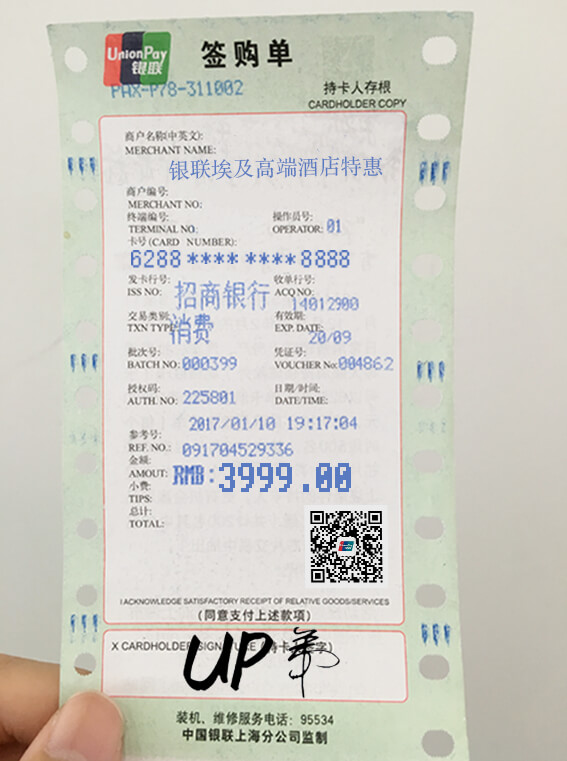 UnionPay
银联
签购单
PAX-P78-311002
持卡人存根
CARDHOLDER COPY
商户名称(中英文):
MERCHANT NAME:
银联埃及高端酒店特惠
商户编号:
MERCHANT NO:
终端编号: 操作员号:
TERMINAL NO. OPERATOR: 01
卡号(CARD NUMBER):
6288 **** **** 8888
发卡行号: 收单行号:
ISS NO: 招商银行 ACQ NO: 14012900
交易类别: 有效期:
TXN TYPE: 消费 EXP. DATE: 20/09
批次号: 凭证号:
BATCH NO: 000399 VOUCHER No: 004862
授权码: 日期/时间:
AUTH. NO: 225801 DATE/TIME:
2017/01/10 19:17:04
参考号:
REF. NO.: 091704529336
金额:
AMOUT: RMB:3999.00
小费:
TIPS:
总计:
TOTAL:
I ACKNOWLEDGE SATISFACTORY RECEIPT OF RELATIVE GOODS/SERVICES
(同意支付上述款项)
X CARDHOLDER SIGNATURE (持卡人签字)
UP
装机、维修服务电话: 95534
中国银联上海分公司监制